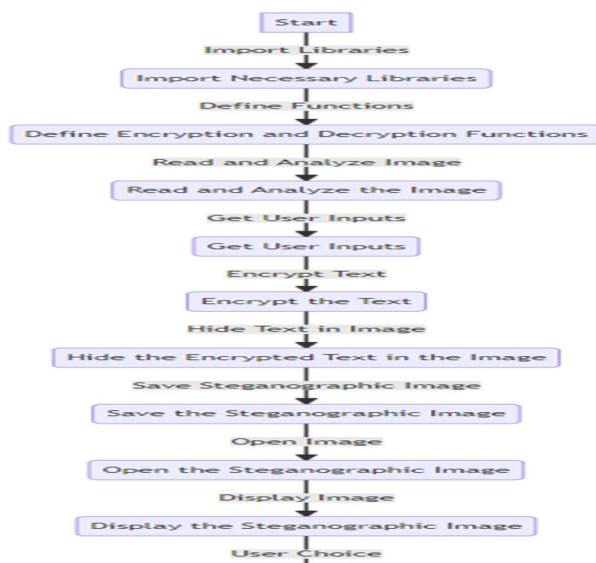 Start
Import Libraries
Import Necessary Libraries
Define Functions
Define Encryption and Decryption Functions
Read and Analyze Image
Read and Analyze the Image
Get User Inputs
Get User Inputs
Encrypt Text
Encrypt the Text
Hide Text in Image
Hide the Encrypted Text in the Image
Save Steganographic Image
Save the Steganographic Image
Open Image
Open the Steganographic Image
Display Image
Display the Steganographic Image
User Choice